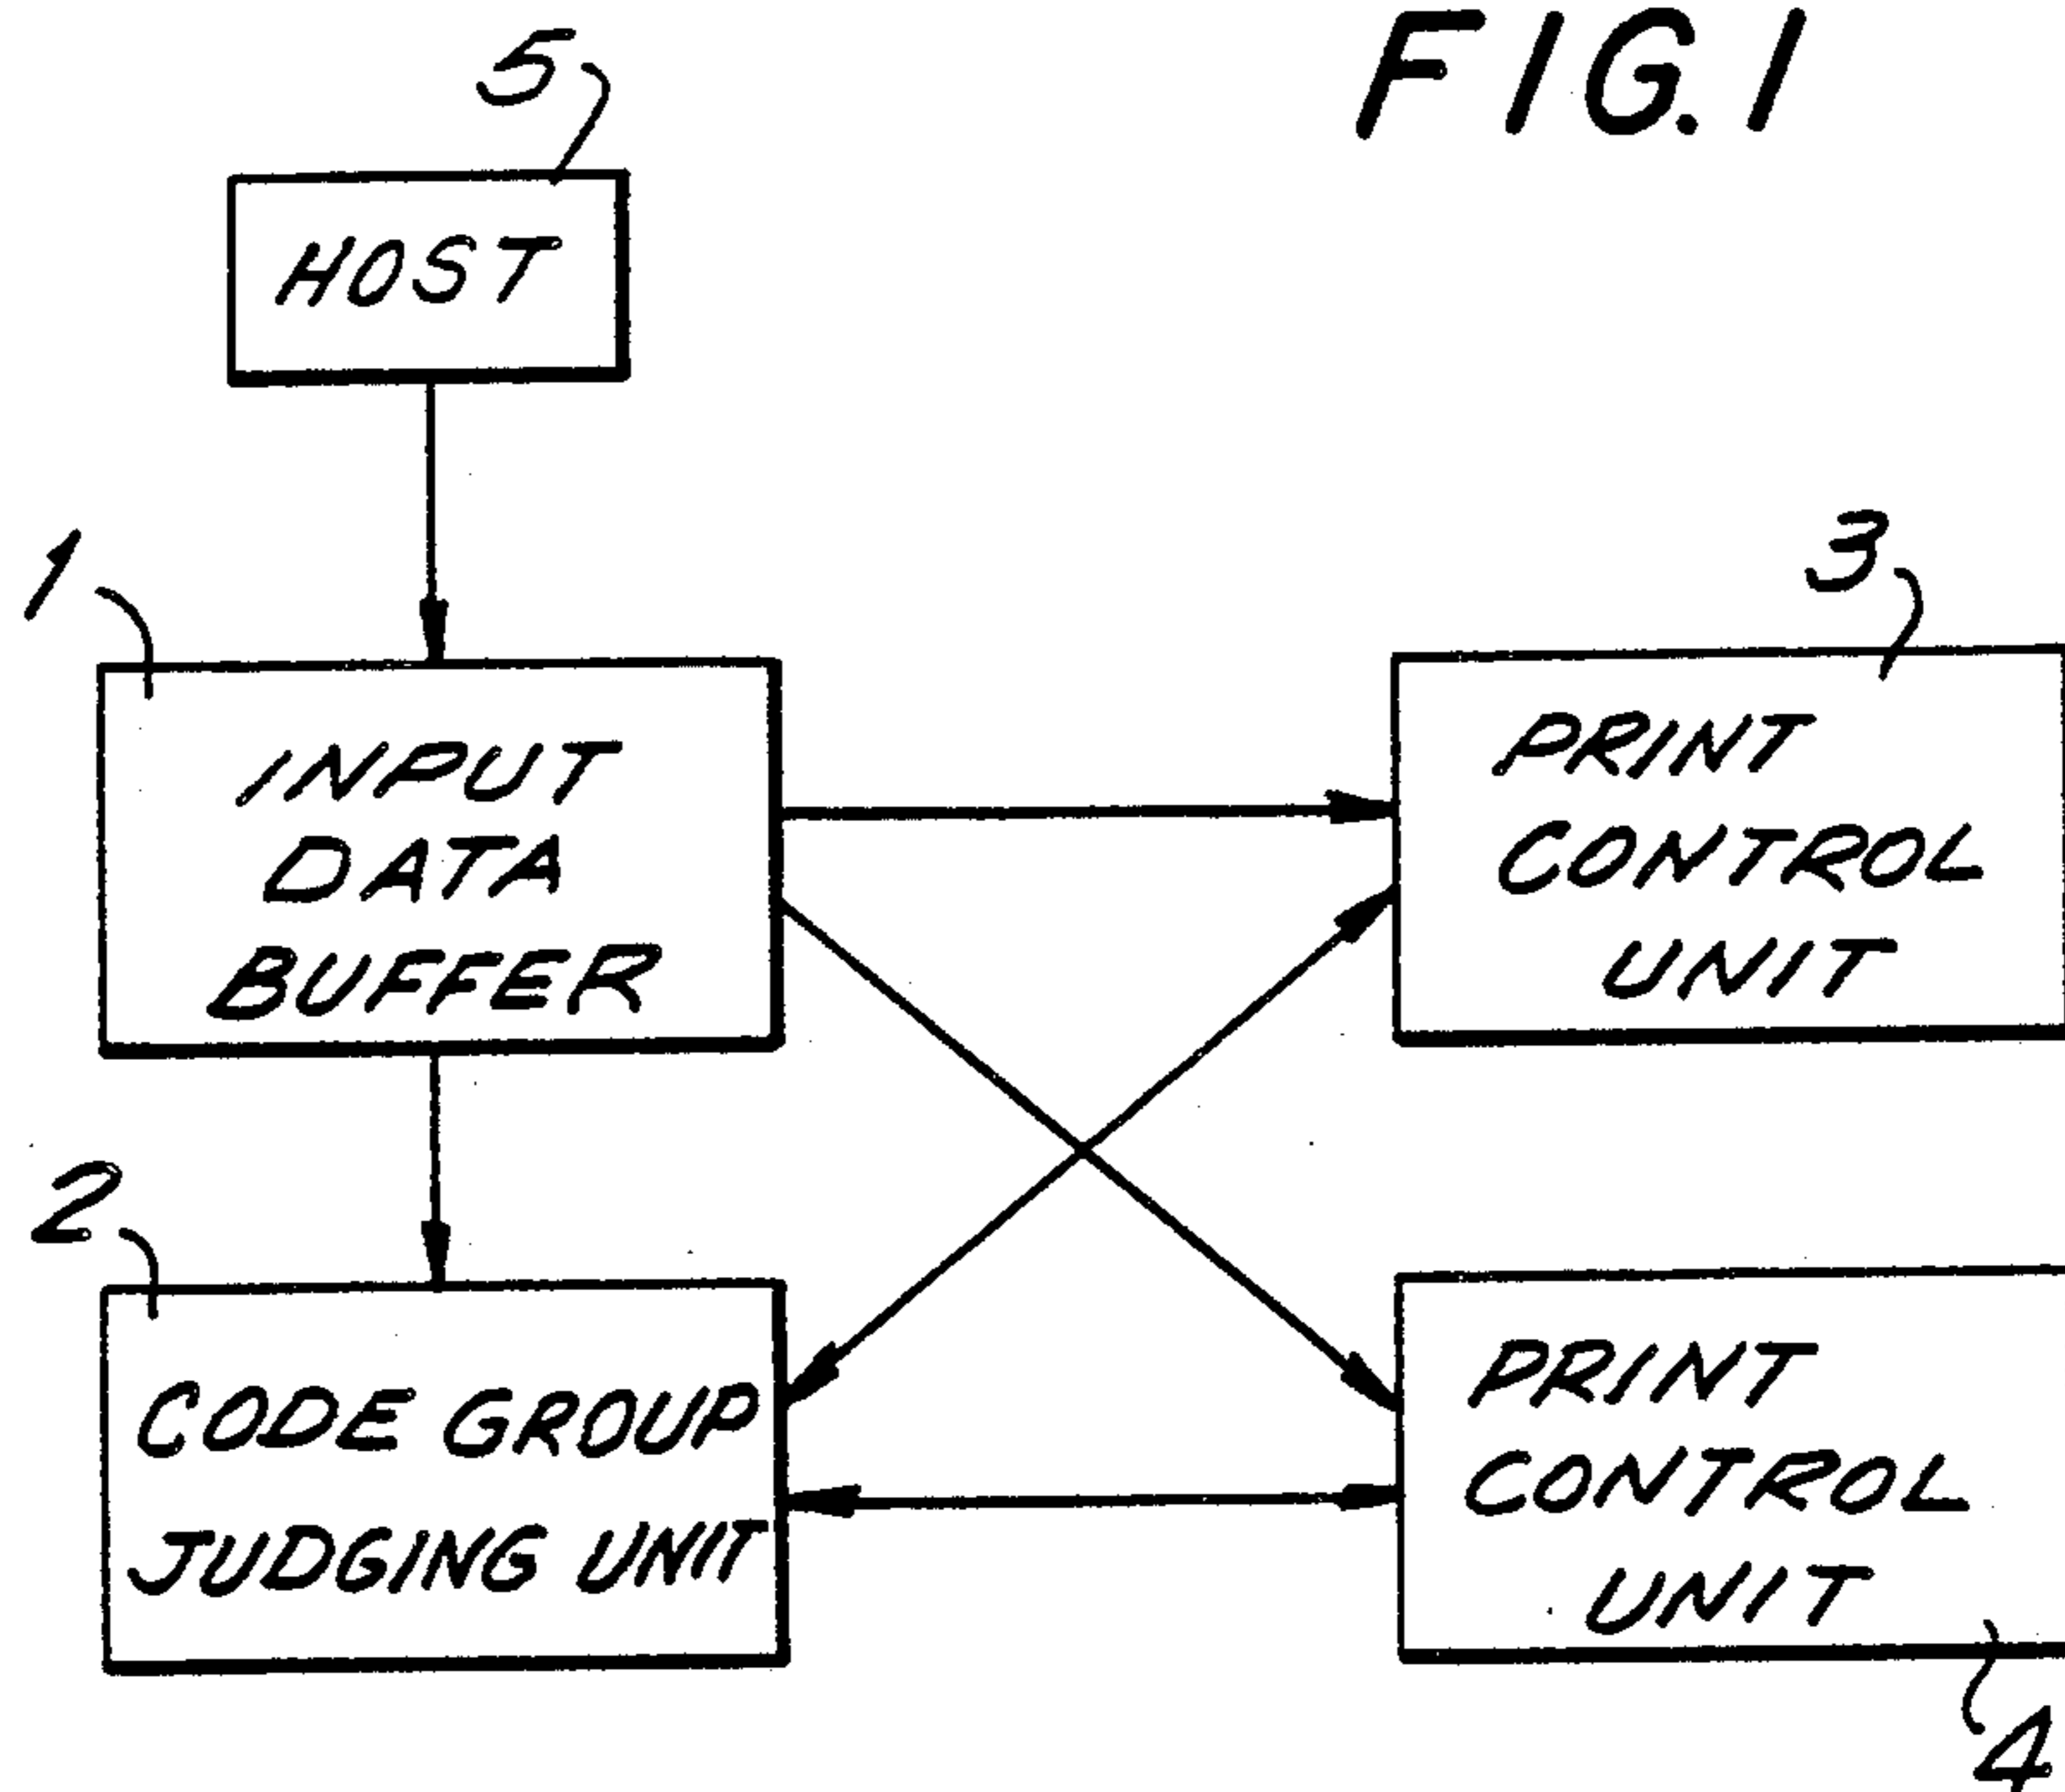 FIG. 1
5
HOST
1
INPUT
DATA
BUFFER
3
PRINT
CONTROL
UNIT
2
CODE GROUP
JUDGING UNIT
PRINT
CONTROL
UNIT
4